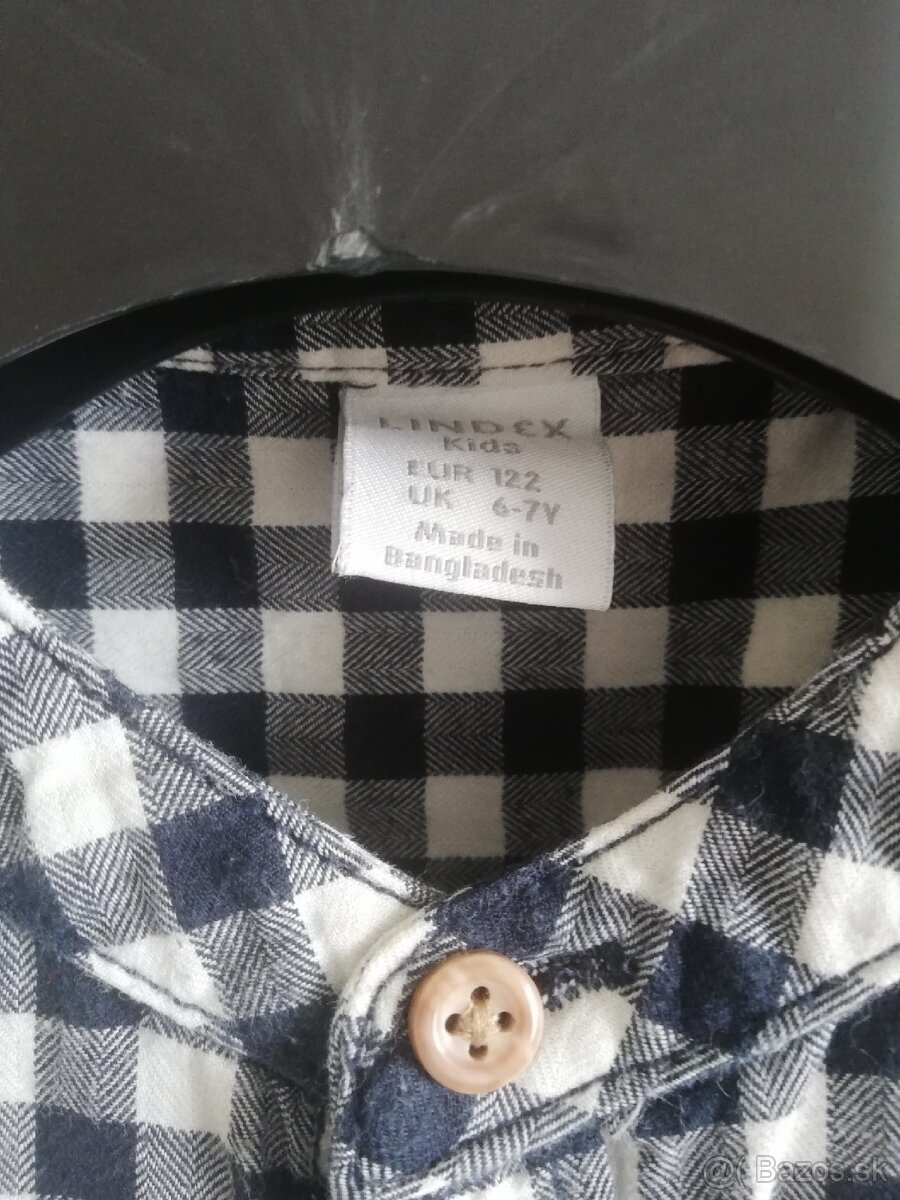 LINDEX
Kids
EUR 122
UK 6-7Y
Made in
Bangladesh
@ Bazos.sk